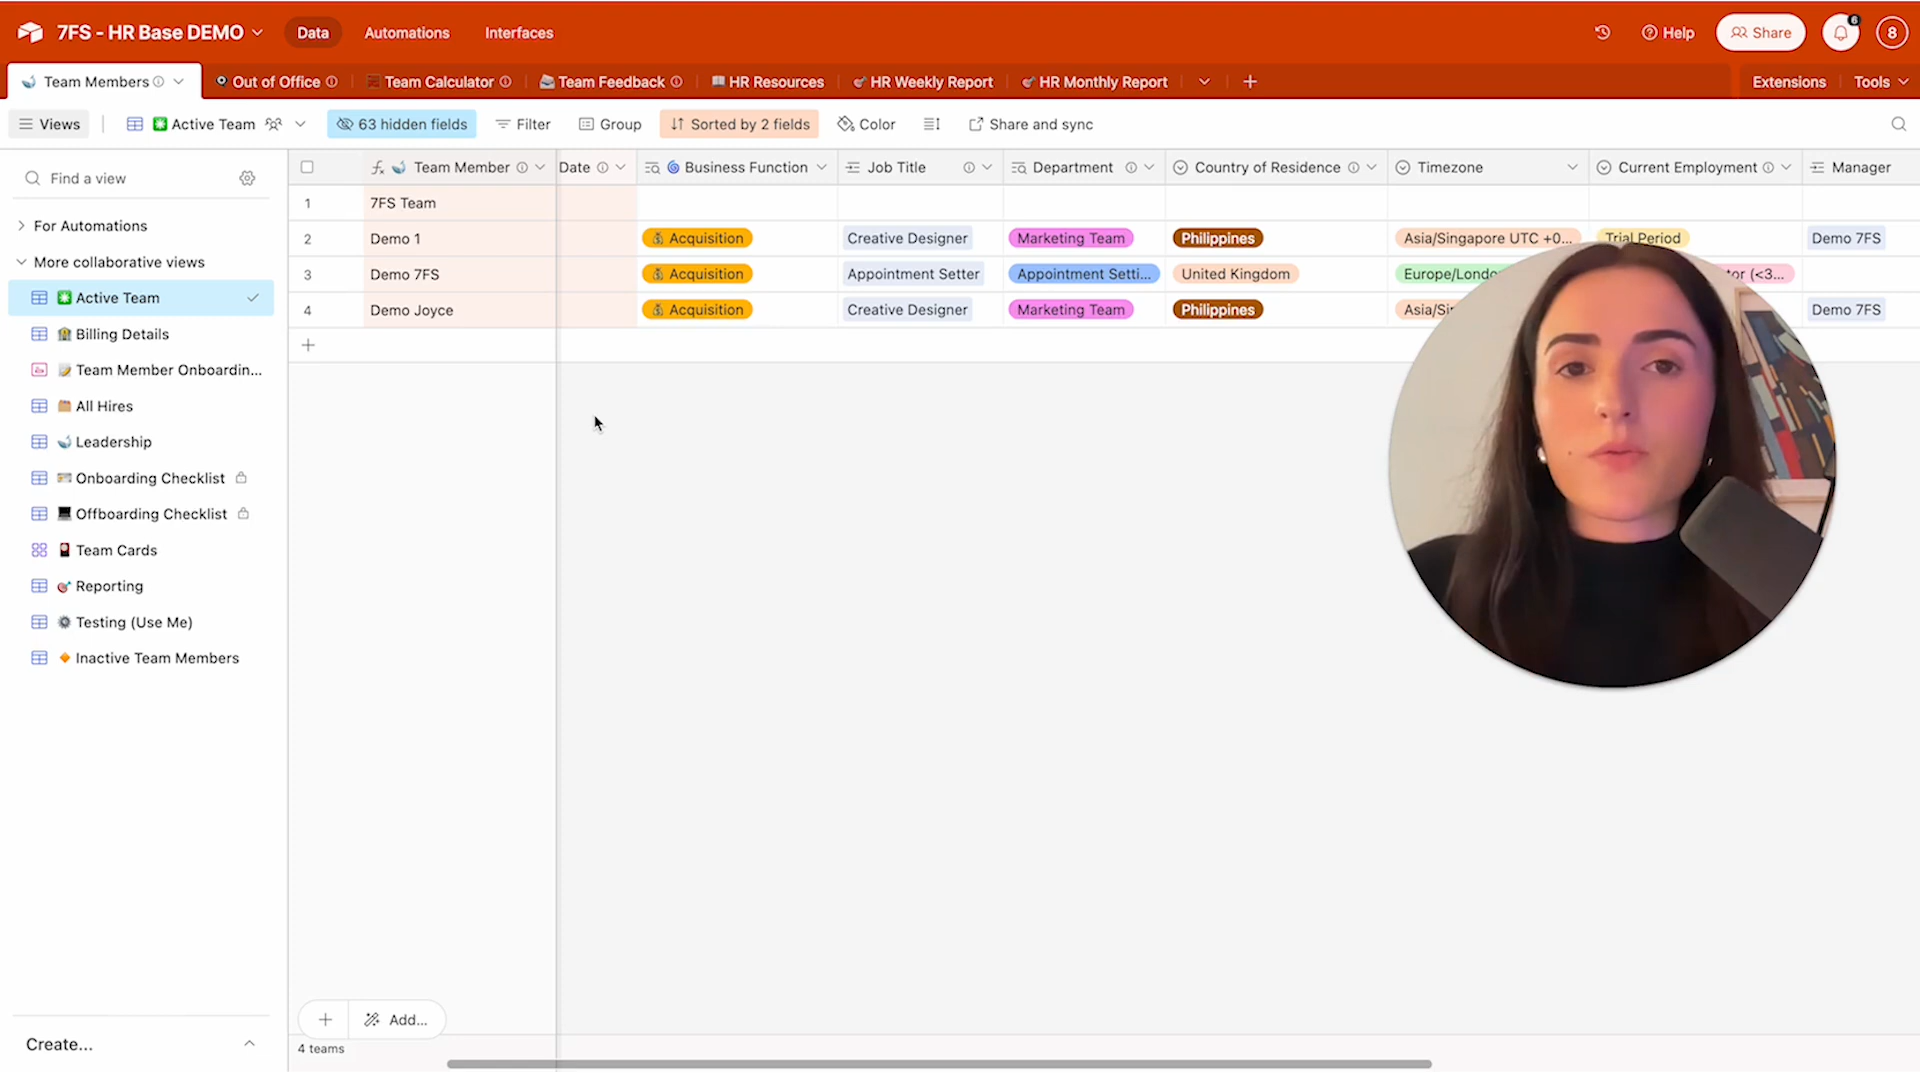 7FS - HR Base DEMO
Data
Automations
Interfaces
Help
Share
6
8
Team Members
Out of Office
Team Calculator
Team Feedback
HR Resources
HR Weekly Report
HR Monthly Report
Extensions
Tools
Views
Active Team
63 hidden fields
Filter
Group
Sorted by 2 fields
Color
Share and sync
Find a view
Team Member
Date
Business Function
Job Title
Department
Country of Residence
Timezone
Current Employment
Manager
1 7FS Team
2 Demo 1 Acquisition Creative Designer Marketing Team Philippines Asia/Singapore UTC +0... Trial Period Demo 7FS
3 Demo 7FS Acquisition Appointment Setter Appointment Setti... United Kingdom Europe/Londo tor (<3...
4 Demo Joyce Acquisition Creative Designer Marketing Team Philippines Asia/Sin Demo 7FS
For Automations
More collaborative views
Active Team
Billing Details
Team Member Onboardin...
All Hires
Leadership
Onboarding Checklist
Offboarding Checklist
Team Cards
Reporting
Testing (Use Me)
Inactive Team Members
Create...
Add...
4 teams